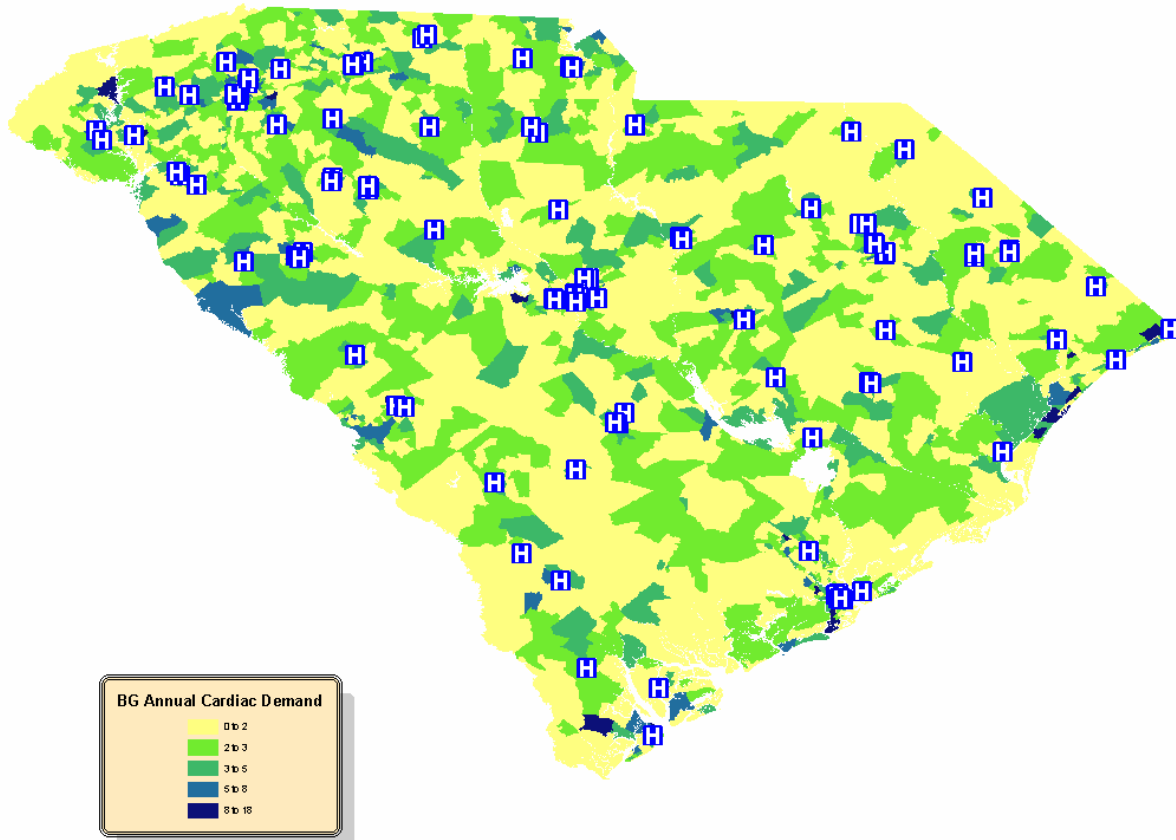 H H
H H H H H H H
H H H H
H H H H H H H
H H H H
H H H H H
H H H
H H H H H
H H H H H H H
H H H H H
H H H H H H
H H H H H
H H H H
H H H H H
H H H
H H
H H
H H H
H
H
H
BG Annual Cardiac Demand
0 to 2
2 to 3
3 to 5
5 to 8
8 to 18